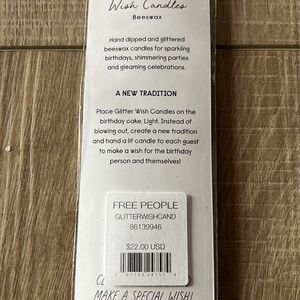 Wish Candles
Beeswax
Hand dipped and glittered
beeswax candles for sparkling
birthdays, shimmering parties
and gleaming celebrations.
A NEW TRADITION
Place Glitter Wish Candles on the
birthday cake. Light. Instead of
blowing out, create a new tradition
and hand a lit candle to each guest
to make a wish for the birthday
person and themselves!
FREE PEOPLE
GLITTERWISHCAND
86139946
$22.00 USD
MAKE A SPECIAL WISH!